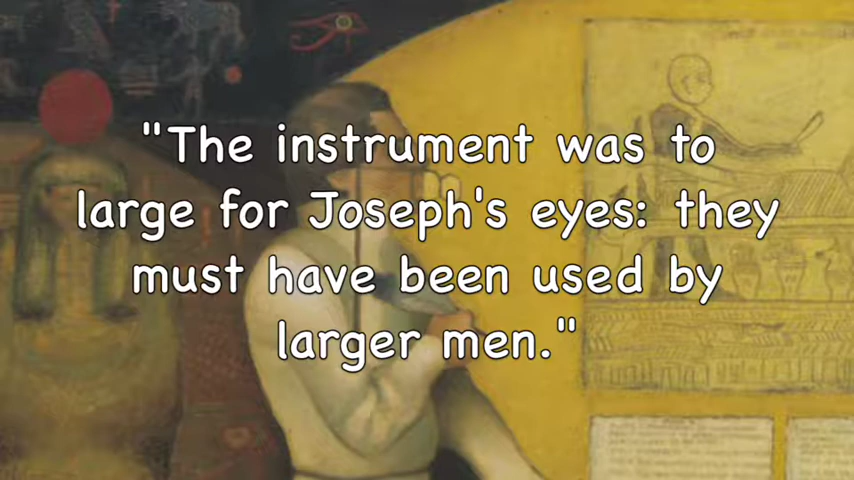 "The instrument was to
large for Joseph's eyes: they
must have been used by
larger men."